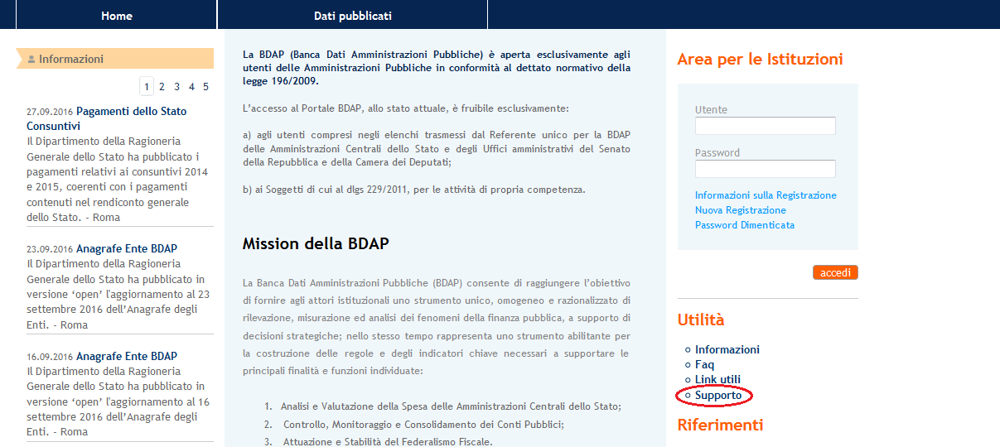 Home
Dati pubblicati
Informazioni
1 2 3 4 5
27.09.2016 Pagamenti dello Stato
Consuntivi
Il Dipartimento della Ragioneria
Generale dello Stato ha pubblicato i
pagamenti relativi ai consuntivi 2014
e 2015, coerenti con i pagamenti
contenuti nel rendiconto generale
dello Stato. - Roma
23.09.2016 Anagrafe Ente BDAP
Il Dipartimento della Ragioneria
Generale dello Stato ha pubblicato in
versione ‘open’ l'aggiornamento al 23
settembre 2016 dell’Anagrafe degli
Enti. - Roma
16.09.2016 Anagrafe Ente BDAP
Il Dipartimento della Ragioneria
Generale dello Stato ha pubblicato in
versione ‘open’ l'aggiornamento al 16
settembre 2016 dell’Anagrafe degli
Enti. - Roma
La BDAP (Banca Dati Amministrazioni Pubbliche) è aperta esclusivamente agli
utenti delle Amministrazioni Pubbliche in conformità al dettato normativo della
legge 196/2009.
L’accesso al Portale BDAP, allo stato attuale, è fruibile esclusivamente:
a) agli utenti compresi negli elenchi trasmessi dal Referente unico per la BDAP
delle Amministrazioni Centrali dello Stato e degli Uffici amministrativi del Senato
della Repubblica e della Camera dei Deputati;
b) ai Soggetti di cui al dlgs 229/2011, per le attività di propria competenza.
Mission della BDAP
La Banca Dati Amministrazioni Pubbliche (BDAP) consente di raggiungere l’obiettivo
di fornire agli attori istituzionali uno strumento unico, omogeneo e razionalizzato di
rilevazione, misurazione ed analisi dei fenomeni della finanza pubblica, a supporto di
decisioni strategiche; nello stesso tempo rappresenta uno strumento abilitante per
la costruzione delle regole e degli indicatori chiave necessari a supportare le
principali finalità e funzioni individuate:
1. Analisi e Valutazione della Spesa delle Amministrazioni Centrali dello Stato;
2. Controllo, Monitoraggio e Consolidamento dei Conti Pubblici;
3. Attuazione e Stabilità del Federalismo Fiscale.
Area per le Istituzioni
Utente
Password
Informazioni sulla Registrazione
Nuova Registrazione
Password Dimenticata
accedi
Utilità
Informazioni
Faq
Link utili
Supporto
Riferimenti